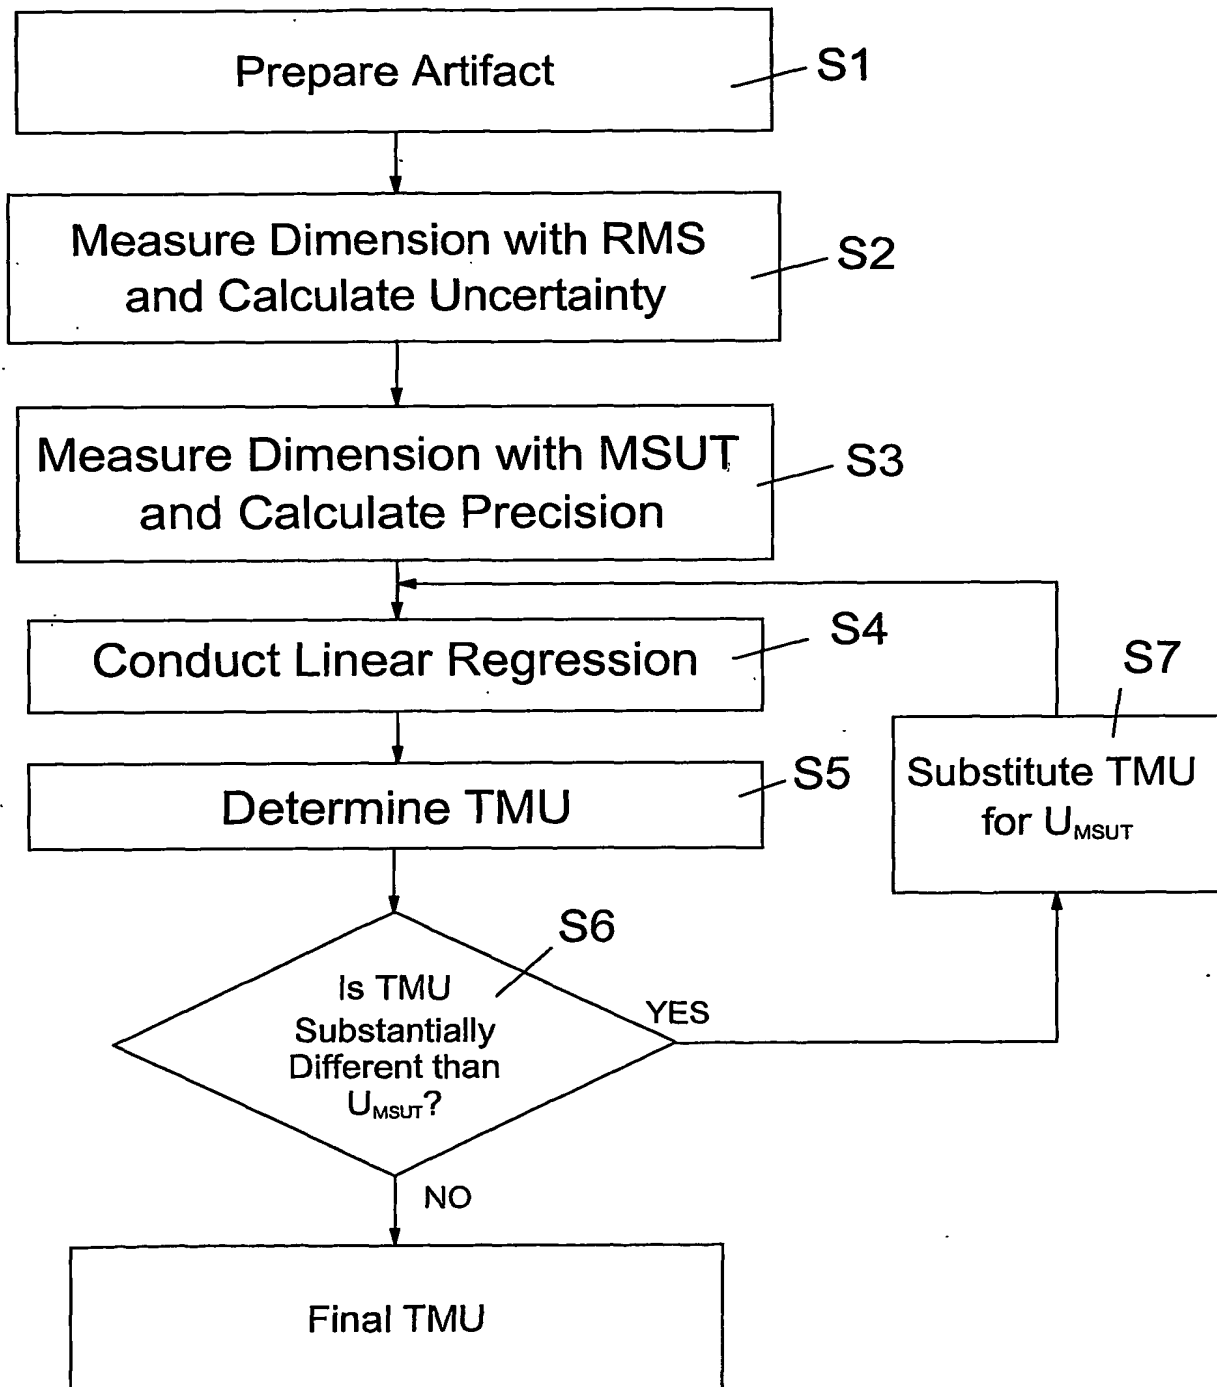 Prepare Artifact
S1
Measure Dimension with RMS
and Calculate Uncertainty
S2
Measure Dimension with MSUT
and Calculate Precision
S3
Conduct Linear Regression
S4
Determine TMU
S5
Substitute TMU
for UMSUT
S7
Is TMU
Substantially
Different than
UMSUT?
S6
YES
NO
Final TMU